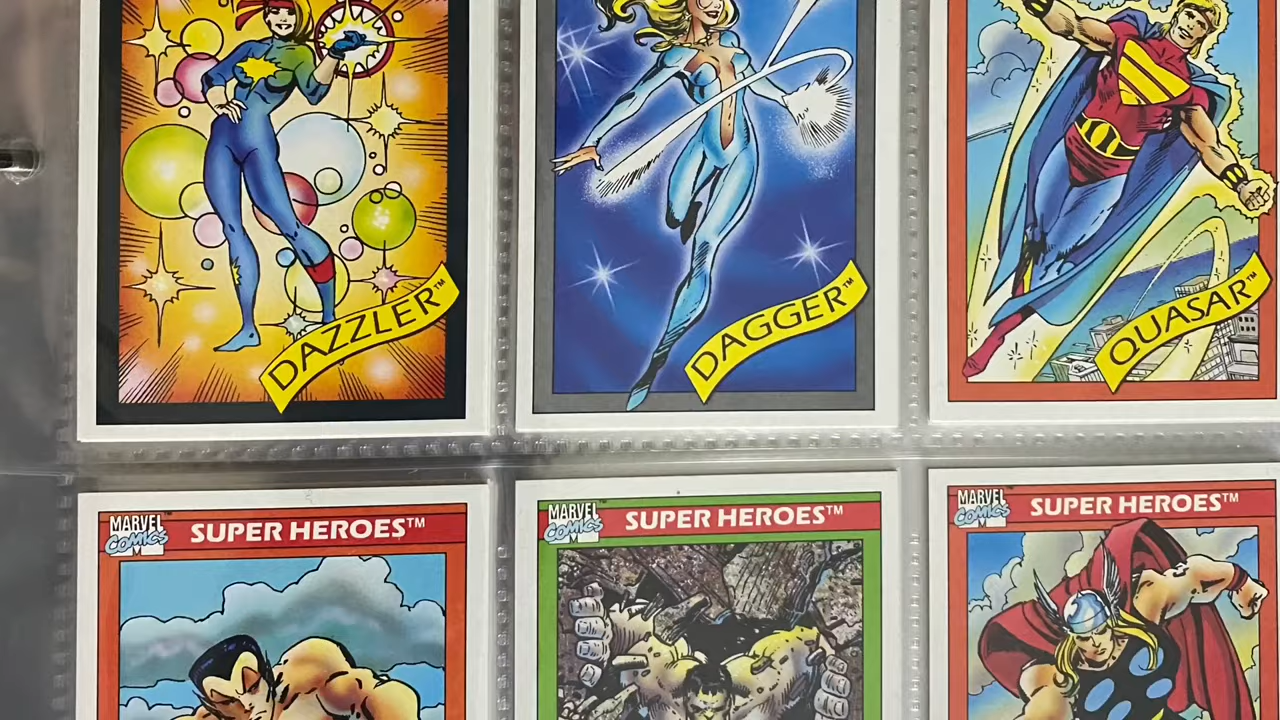 DAZZLER™
DAGGER™
QUASAR™
MARVEL
COMICS
SUPER HEROES™
MARVEL
COMICS
SUPER HEROES™
MARVEL
COMICS
SUPER HEROES™